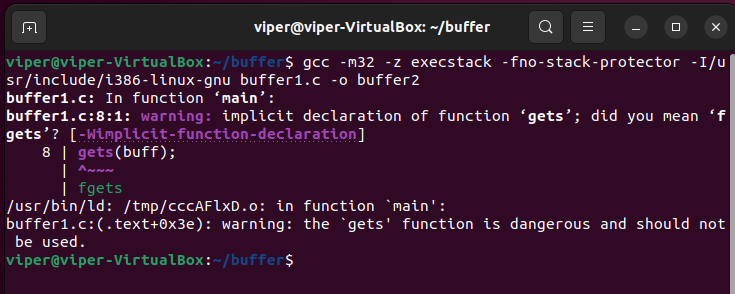 viper@viper-VirtualBox: ~/buffer
viper@viper-VirtualBox:~/buffer$ gcc -m32 -z execstack -fno-stack-protector -I/u
sr/include/i386-linux-gnu buffer1.c -o buffer2
buffer1.c: In function ‘main’:
buffer1.c:8:1: warning: implicit declaration of function ‘gets’; did you mean ‘f
gets’? [-Wimplicit-function-declaration]
    8 | gets(buff);
      | ^~~~
      | fgets
/usr/bin/ld: /tmp/cccAFlxD.o: in function `main':
buffer1.c:(.text+0x3e): warning: the `gets' function is dangerous and should not
 be used.
viper@viper-VirtualBox:~/buffer$